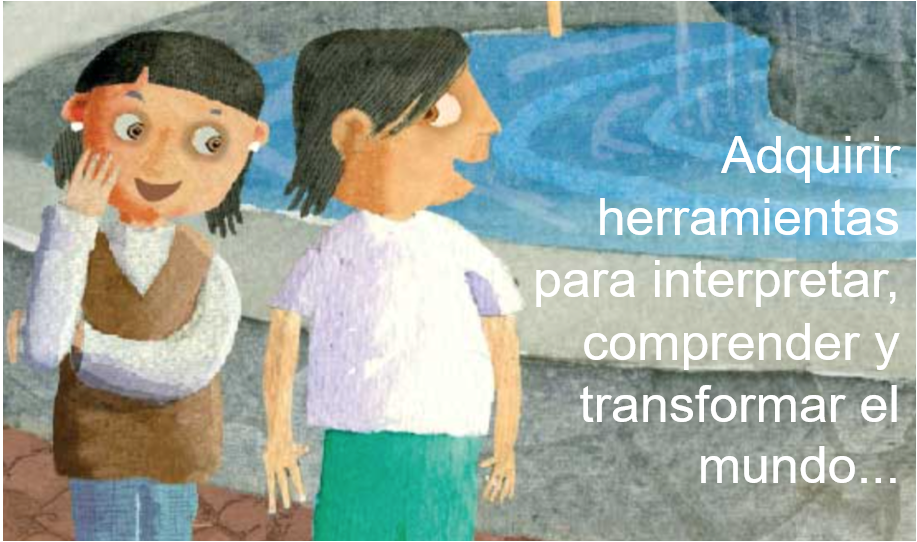 Adquirir
herramientas
para interpretar,
comprender y
transformar el
mundo...